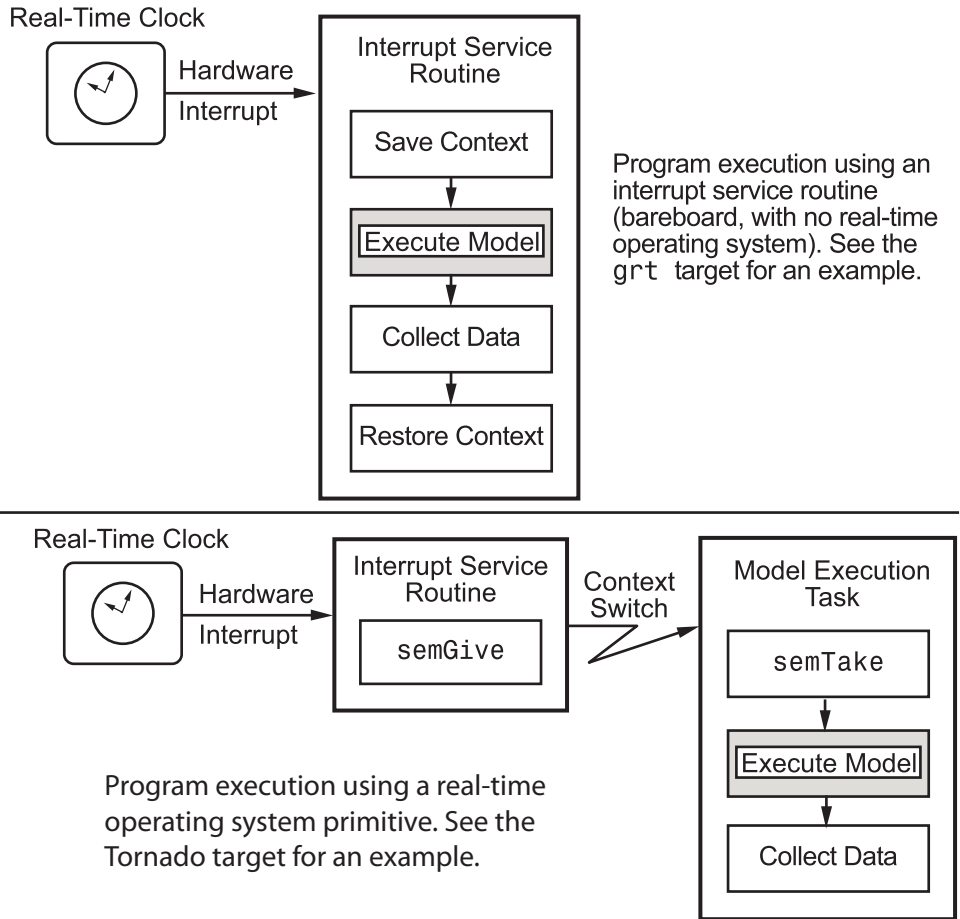 Real-Time Clock
Hardware
Interrupt
Interrupt Service
Routine
Save Context
Execute Model
Collect Data
Restore Context
Program execution using an
interrupt service routine
(bareboard, with no real-time
operating system). See the
grt target for an example.
Real-Time Clock
Hardware
Interrupt
Interrupt Service
Routine
semGive
Context
Switch
Model Execution
Task
semTake
Execute Model
Collect Data
Program execution using a real-time
operating system primitive. See the
Tornado target for an example.